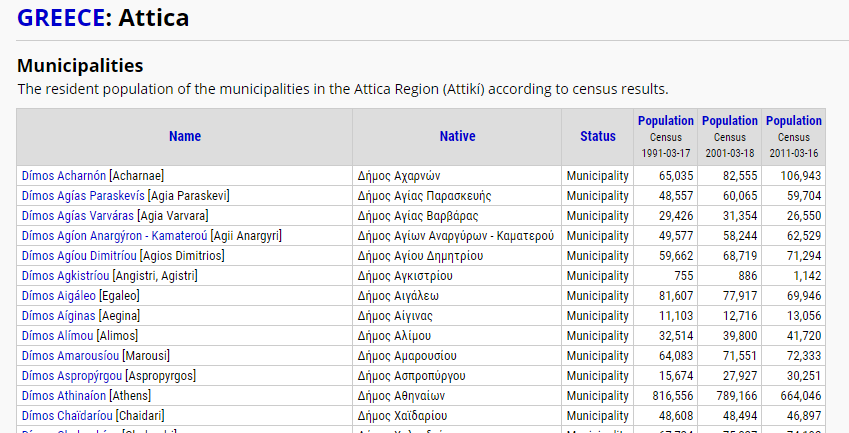 GREECE: Attica
Municipalities
The resident population of the municipalities in the Attica Region (Attikí) according to census results.
Name Native Status Population Census 1991-03-17 Population Census 2001-03-18 Population Census 2011-03-16
Dímos Acharnón [Acharnae] Δήμος Αχαρνών Municipality 65,035 82,555 106,943
Dímos Agías Paraskevís [Agia Paraskevi] Δήμος Αγίας Παρασκευής Municipality 48,557 60,065 59,704
Dímos Agías Varváras [Agia Varvara] Δήμος Αγίας Βαρβάρας Municipality 29,426 31,354 26,550
Dímos Agíon Anargýron - Kamateroú [Agii Anargyri] Δήμος Αγίων Αναργύρων - Καματερού Municipality 49,577 58,244 62,529
Dímos Agíou Dimitríou [Agios Dimitrios] Δήμος Αγίου Δημητρίου Municipality 59,662 68,719 71,294
Dímos Agkistríou [Angistri, Agistri] Δήμος Αγκιστρίου Municipality 755 886 1,142
Dímos Aigáleo [Egaleo] Δήμος Αιγάλεω Municipality 81,607 77,917 69,946
Dímos Aíginas [Aegina] Δήμος Αίγινας Municipality 11,103 12,716 13,056
Dímos Alímou [Alimos] Δήμος Αλίμου Municipality 32,514 39,800 41,720
Dímos Amarousíou [Marousi] Δήμος Αμαρουσίου Municipality 64,083 71,551 72,333
Dímos Aspropýrgou [Aspropyrgos] Δήμος Ασπροπύργου Municipality 15,674 27,927 30,251
Dímos Athinaíon [Athens] Δήμος Αθηναίων Municipality 816,556 789,166 664,046
Dímos Chaïdaríou [Chaidari] Δήμος Χαϊδαρίου Municipality 48,608 48,494 46,897